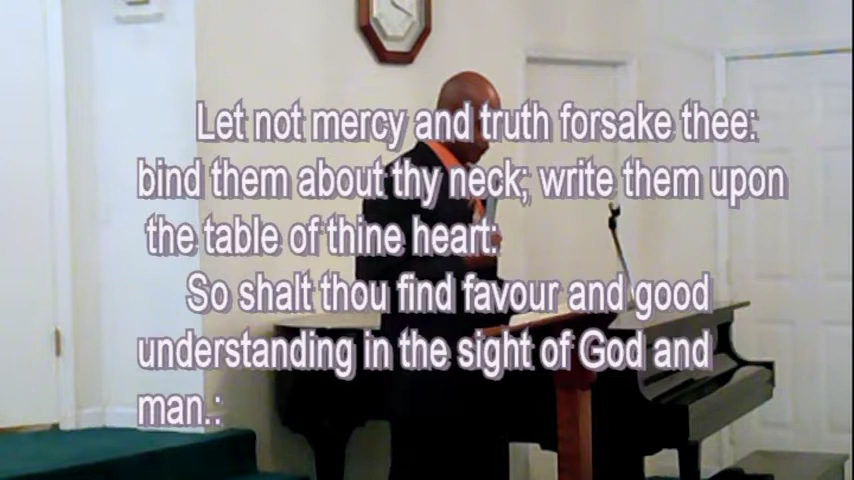 Let not mercy and truth forsake thee:
bind them about thy neck; write them upon
the table of thine heart:
So shalt thou find favour and good
understanding in the sight of God and
man.: